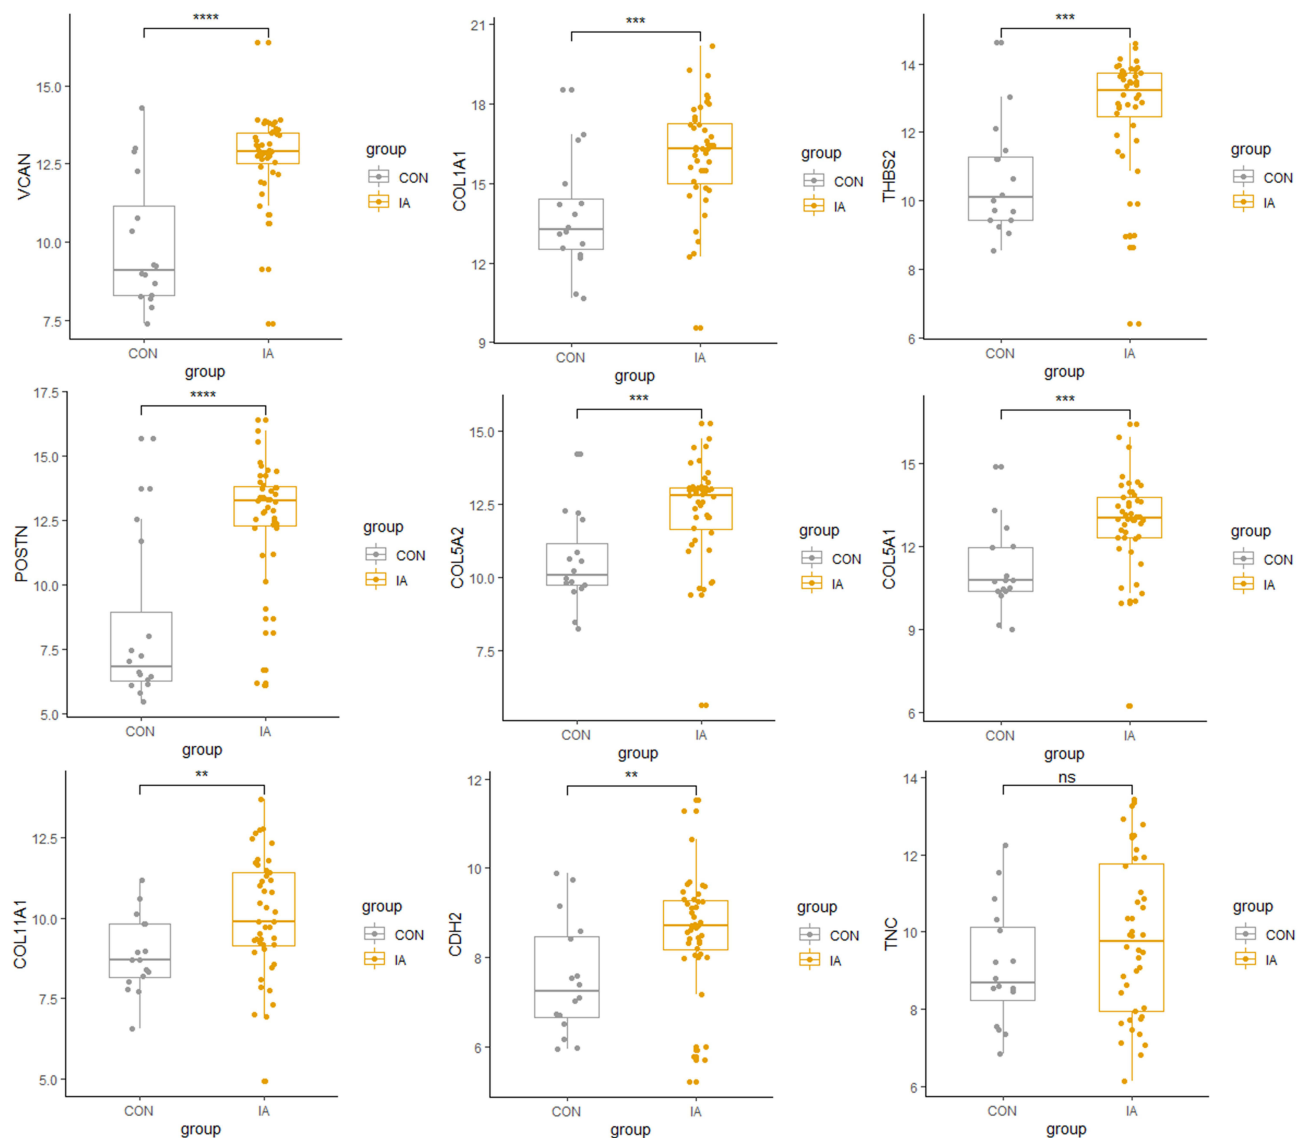 VCAN
****
15.0
12.5
10.0
7.5
CON
IA
group
group
CON
IA
COL1A1
***
21
18
15
12
9
CON
IA
group
group
CON
IA
THBS2
***
14
12
10
8
6
CON
IA
group
group
CON
IA
POSTN
****
17.5
15.0
12.5
10.0
7.5
5.0
CON
IA
group
group
CON
IA
COL5A2
***
15.0
12.5
10.0
7.5
CON
IA
group
group
CON
IA
COL5A1
***
15
12
9
6
CON
IA
group
group
CON
IA
COL11A1
**
12.5
10.0
7.5
5.0
CON
IA
group
group
CON
IA
CDH2
**
12
10
8
6
CON
IA
group
group
CON
IA
TNC
ns
14
12
10
8
6
CON
IA
group
group
CON
IA